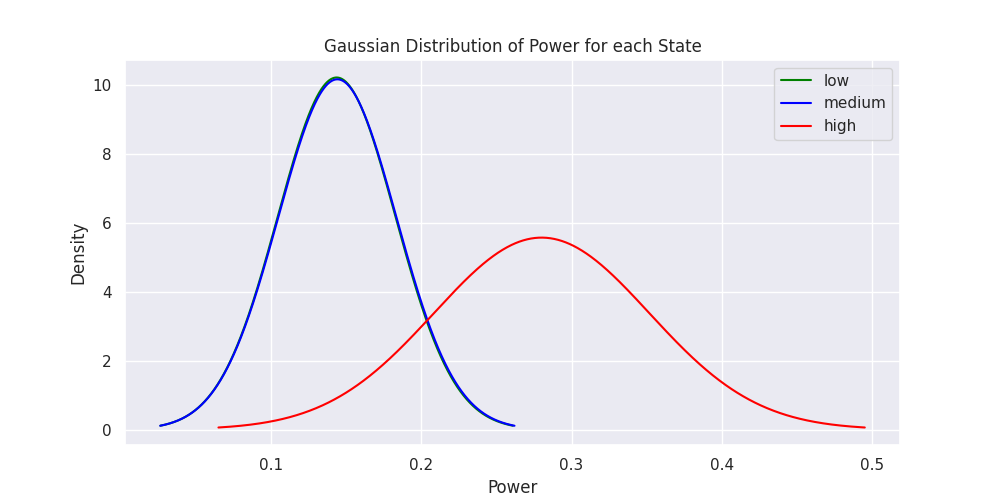 Gaussian Distribution of Power for each State
low
medium
high
10
8
6
4
2
0
Density
0.1
0.2
0.3
0.4
0.5
Power